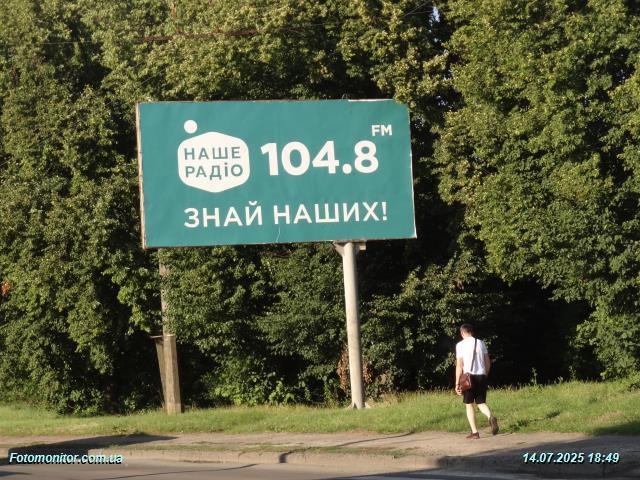 НАШЕ
РАДІО
104.8
FM
ЗНАЙ НАШИХ!
Fotomonitor.com.ua
14.07.2025 18:49